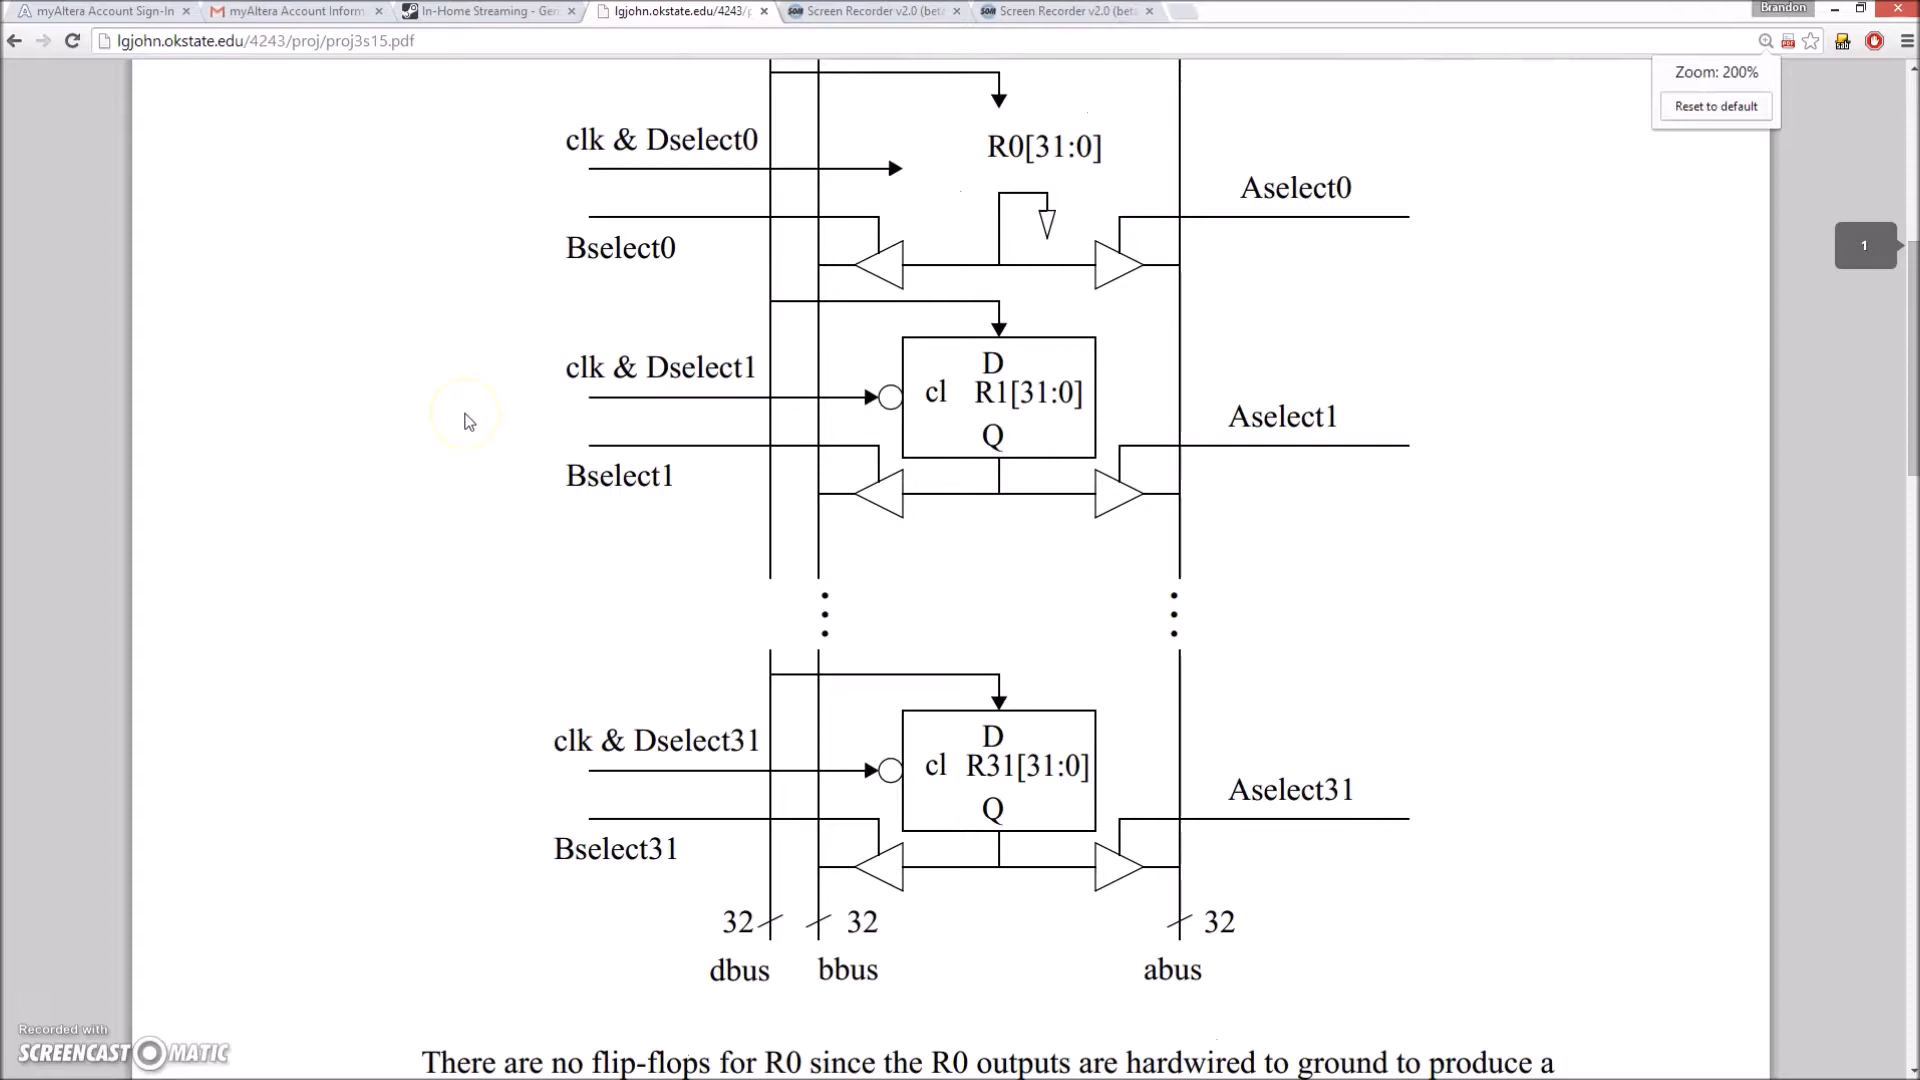 myAltera Account Sign-In
myAltera Account Inform
In-Home Streaming - Gen
lgjohn.okstate.edu/4243/p
Screen Recorder v2.0 (beta
Screen Recorder v2.0 (beta
Brandon
lgjohn.okstate.edu/4243/proj/proj3s15.pdf
Zoom: 200%
Reset to default
clk & Dselect0
R0[31:0]
Aselect0
Bselect0
1
clk & Dselect1
D
cl R1[31:0]
Q
Aselect1
Bselect1
clk & Dselect31
D
cl R31[31:0]
Q
Aselect31
Bselect31
32
32
32
dbus
bbus
abus
Recorded with
SCREENCAST MATIC
There are no flip-flops for R0 since the R0 outputs are hardwired to ground to produce a